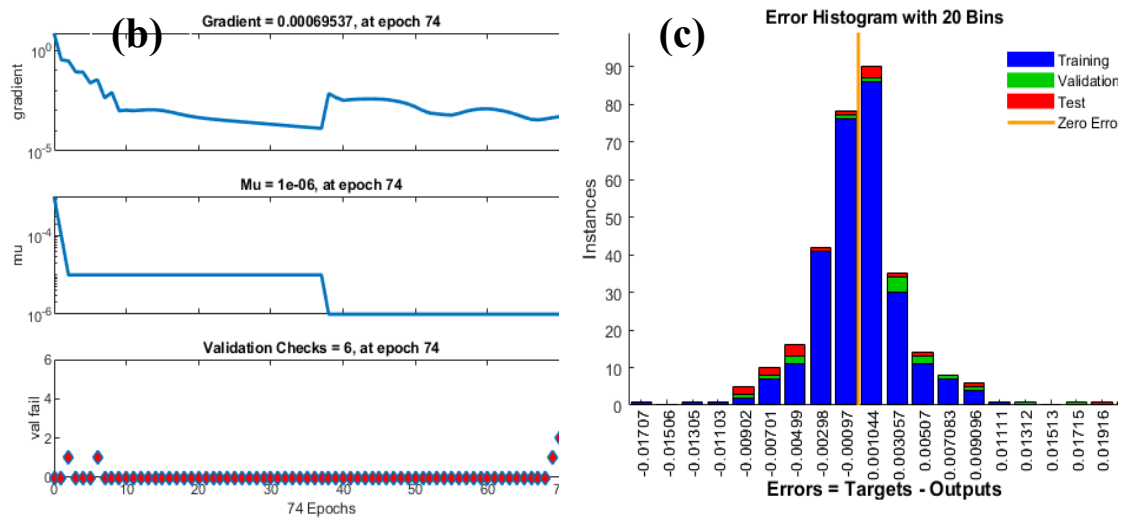 (b)
Gradient = 0.00069537, at epoch 74
gradient
10^0
10^-5
Mu = 1e-06, at epoch 74
mu
10^-4
10^-6
Validation Checks = 6, at epoch 74
val fail
6
4
2
0
0 10 20 30 40 50 60 7
74 Epochs
(c)
Error Histogram with 20 Bins
Training
Validation
Test
Zero Erro
Instances
90
80
70
60
50
40
30
20
10
0
-0.01707
-0.01506
-0.01305
-0.01103
-0.00902
-0.00701
-0.00499
-0.00298
-0.00097
0.001044
0.003057
0.00507
0.007083
0.009096
0.01111
0.01312
0.01513
0.01715
0.01916
Errors = Targets - Outputs